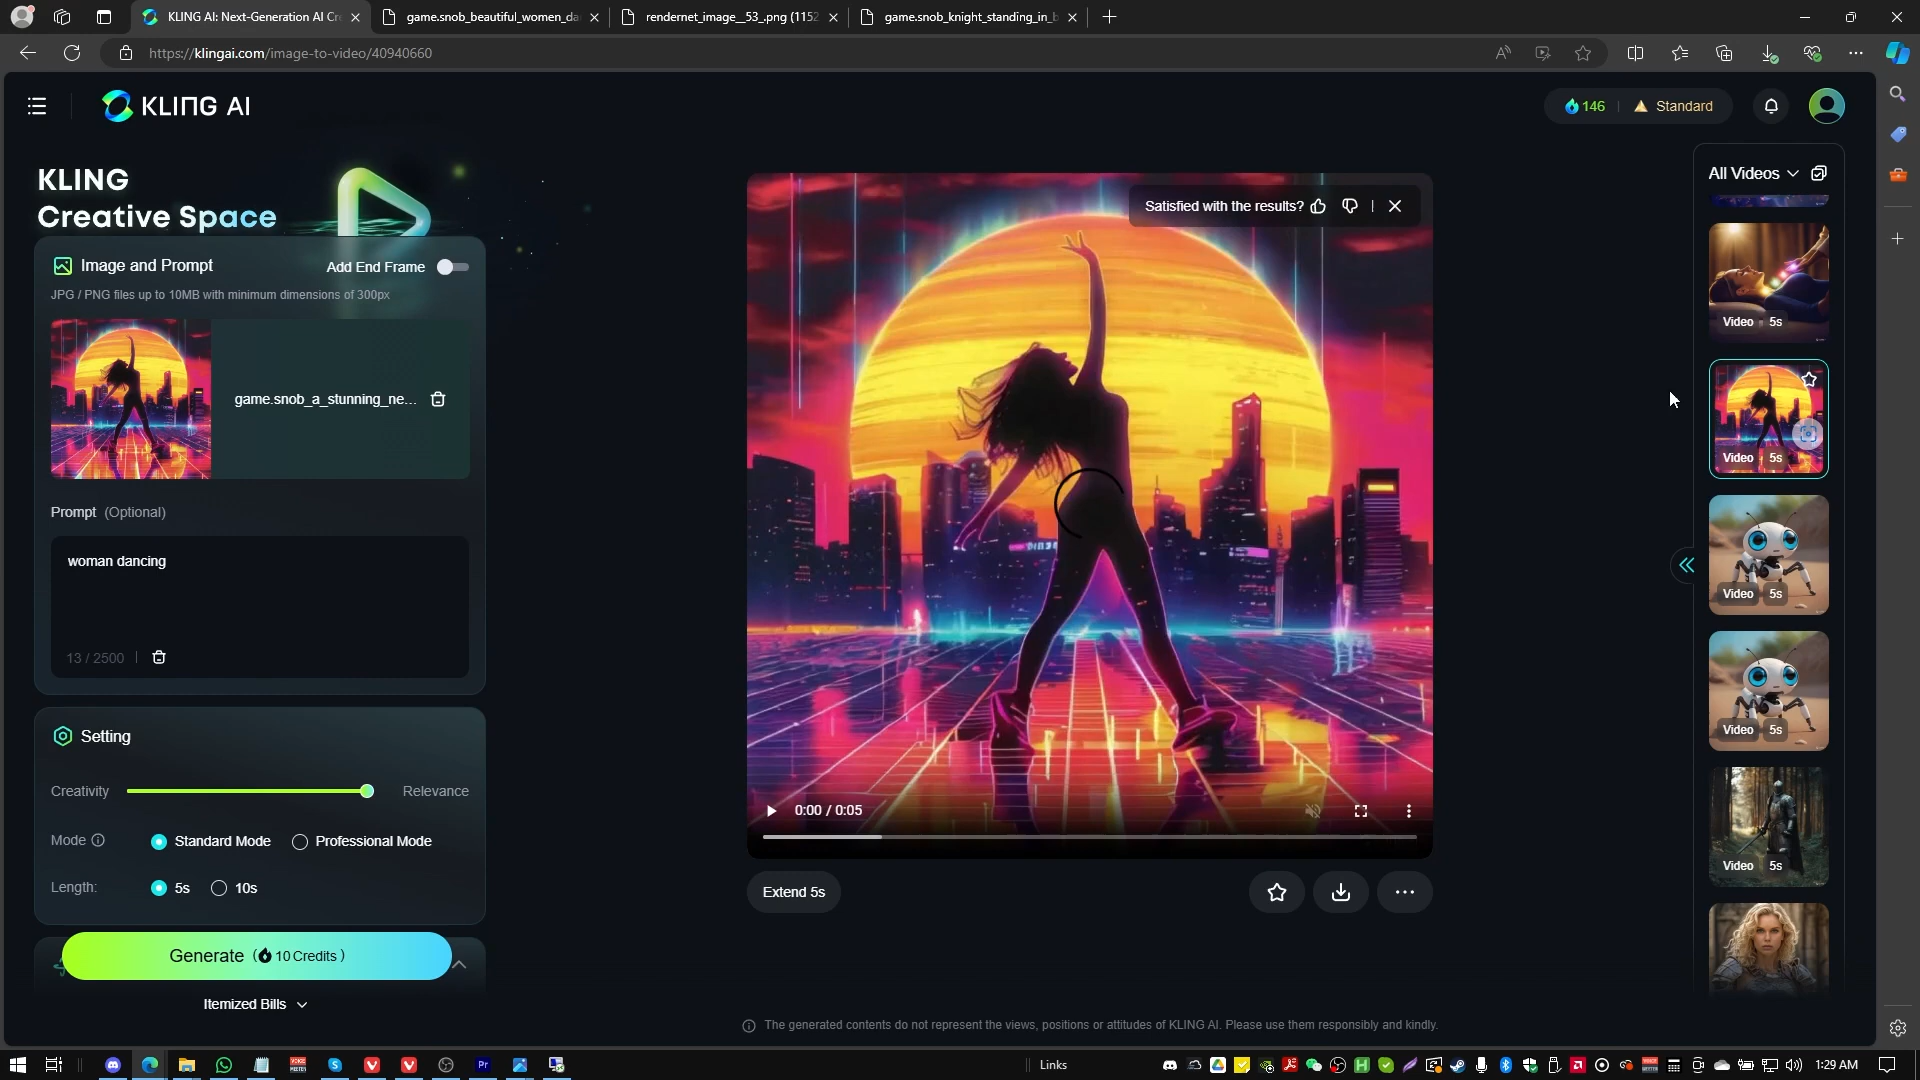 KLING AI: Next-Generation AI Cr
game.snob_beautiful_women_da
rendernet_image__53_.png (1152
game.snob_knight_standing_in_b
https://klingai.com/image-to-video/40940660
KLING AI
146
Standard
KLING
Creative Space
All Videos
Satisfied with the results?
Image and Prompt
Add End Frame
JPG / PNG files up to 10MB with minimum dimensions of 300px
Video 5s
game.snob_a_stunning_ne...
Video 5s
Prompt (Optional)
woman dancing
Video 5s
13 / 2500
Video 5s
Setting
Creativity
Relevance
0:00 / 0:05
Mode
Standard Mode
Professional Mode
Video 5s
Length:
5s
10s
Extend 5s
Generate ( 10 Credits )
Itemized Bills
The generated contents do not represent the views, positions or attitudes of KLING AI. Please use them responsibly and kindly.
Links
1:29 AM